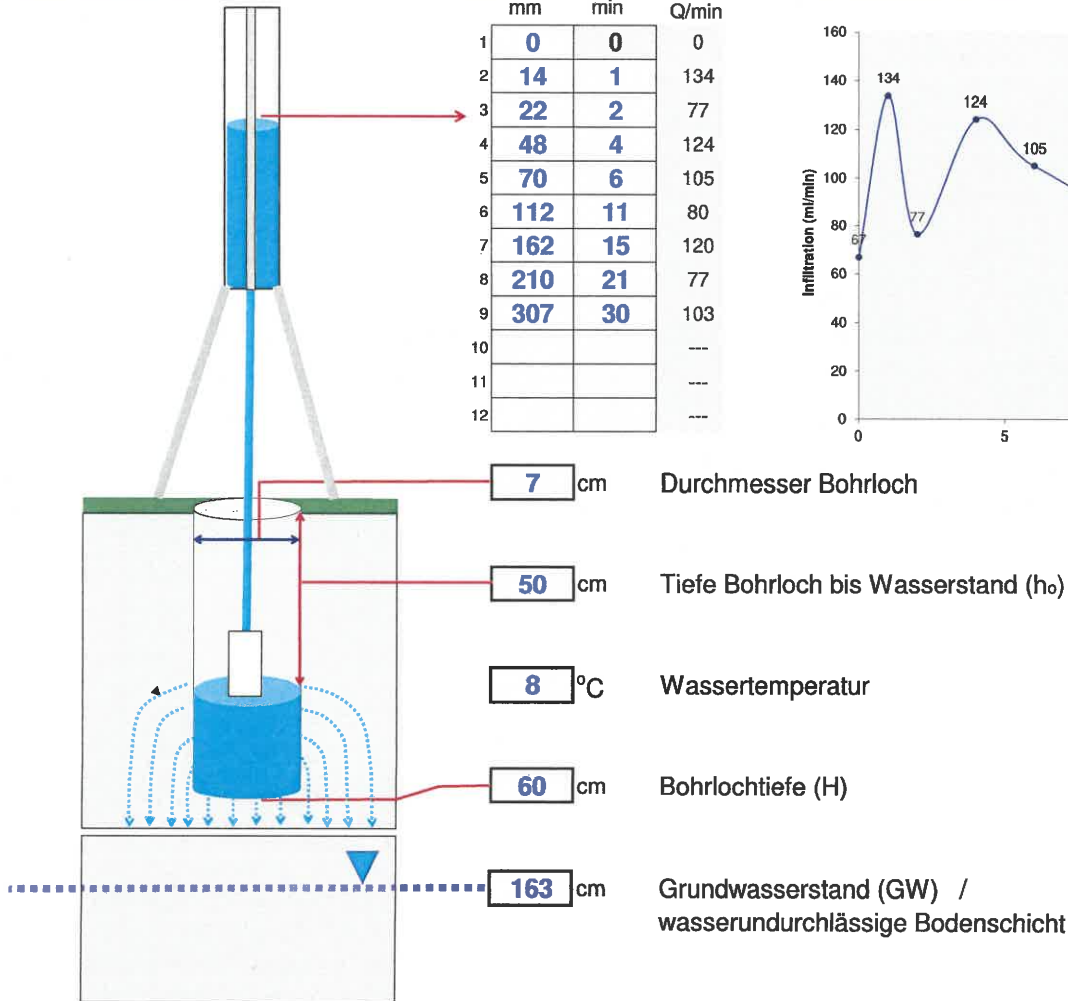 mm min Q/min
1 0 0 0
2 14 1 134
3 22 2 77
4 48 4 124
5 70 6 105
6 112 11 80
7 162 15 120
8 210 21 77
9 307 30 103
10 ---
11 ---
12 ---
160
140
120
100
80
60
40
20
0
0 5
Infiltration (ml/min)
67
134
77
124
105
7 cm Durchmesser Bohrloch
50 cm Tiefe Bohrloch bis Wasserstand (h₀)
8 °C Wassertemperatur
60 cm Bohrlochtiefe (H)
163 cm Grundwasserstand (GW) /
wasserundurchlässige Bodenschicht